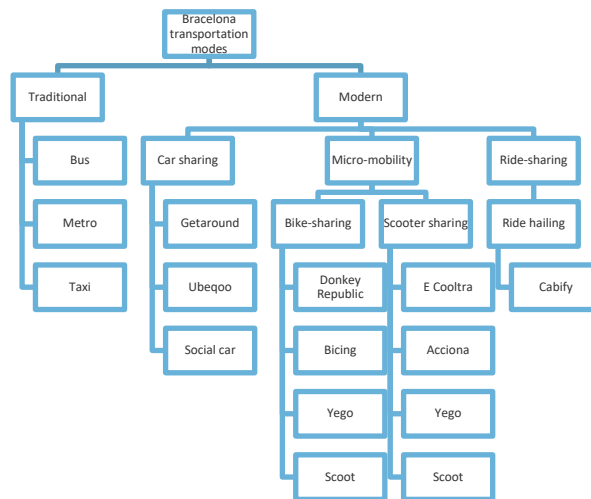 Bracelona
transportation
modes
Traditional
Modern
Bus
Car sharing
Micro-mobility
Ride-sharing
Metro
Getaround
Bike-sharing
Scooter sharing
Ride hailing
Taxi
Ubeqoo
Donkey
Republic
E Cooltra
Cabify
Social car
Bicing
Acciona
Yego
Yego
Scoot
Scoot